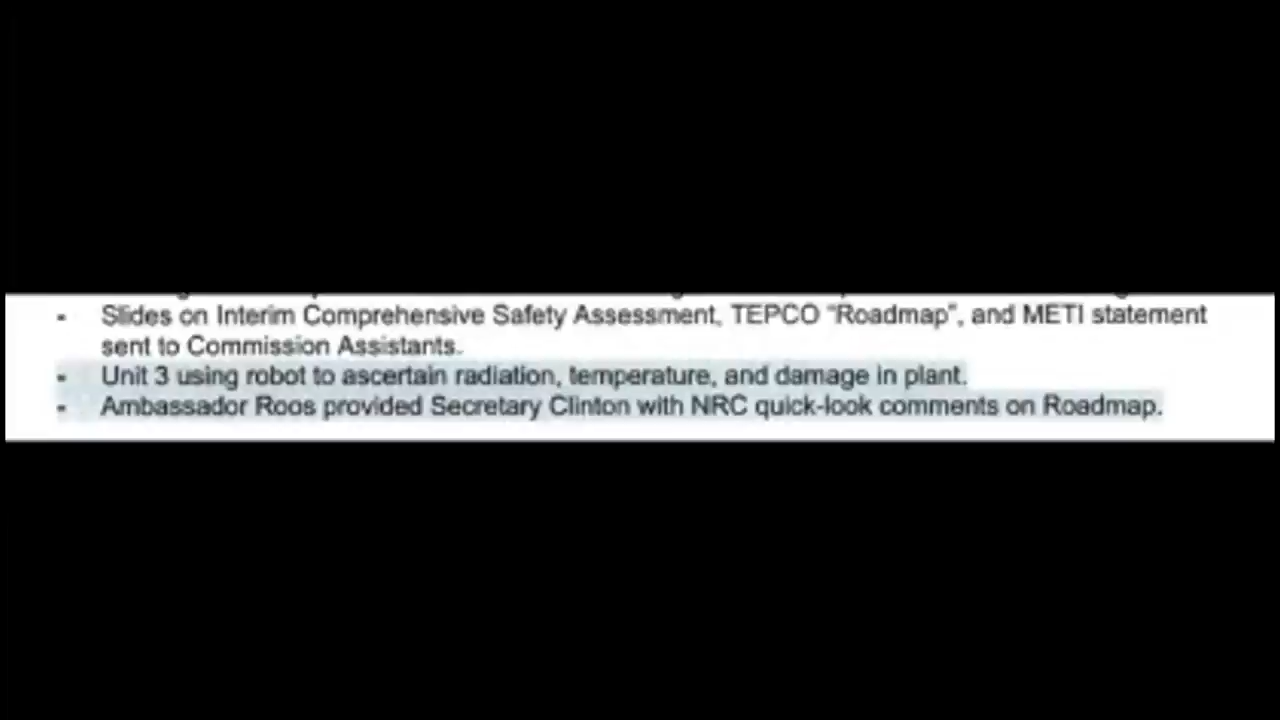 - Slides on Interim Comprehensive Safety Assessment, TEPCO "Roadmap", and METI statement
sent to Commission Assistants.
- Unit 3 using robot to ascertain radiation, temperature, and damage in plant.
- Ambassador Roos provided Secretary Clinton with NRC quick-look comments on Roadmap.